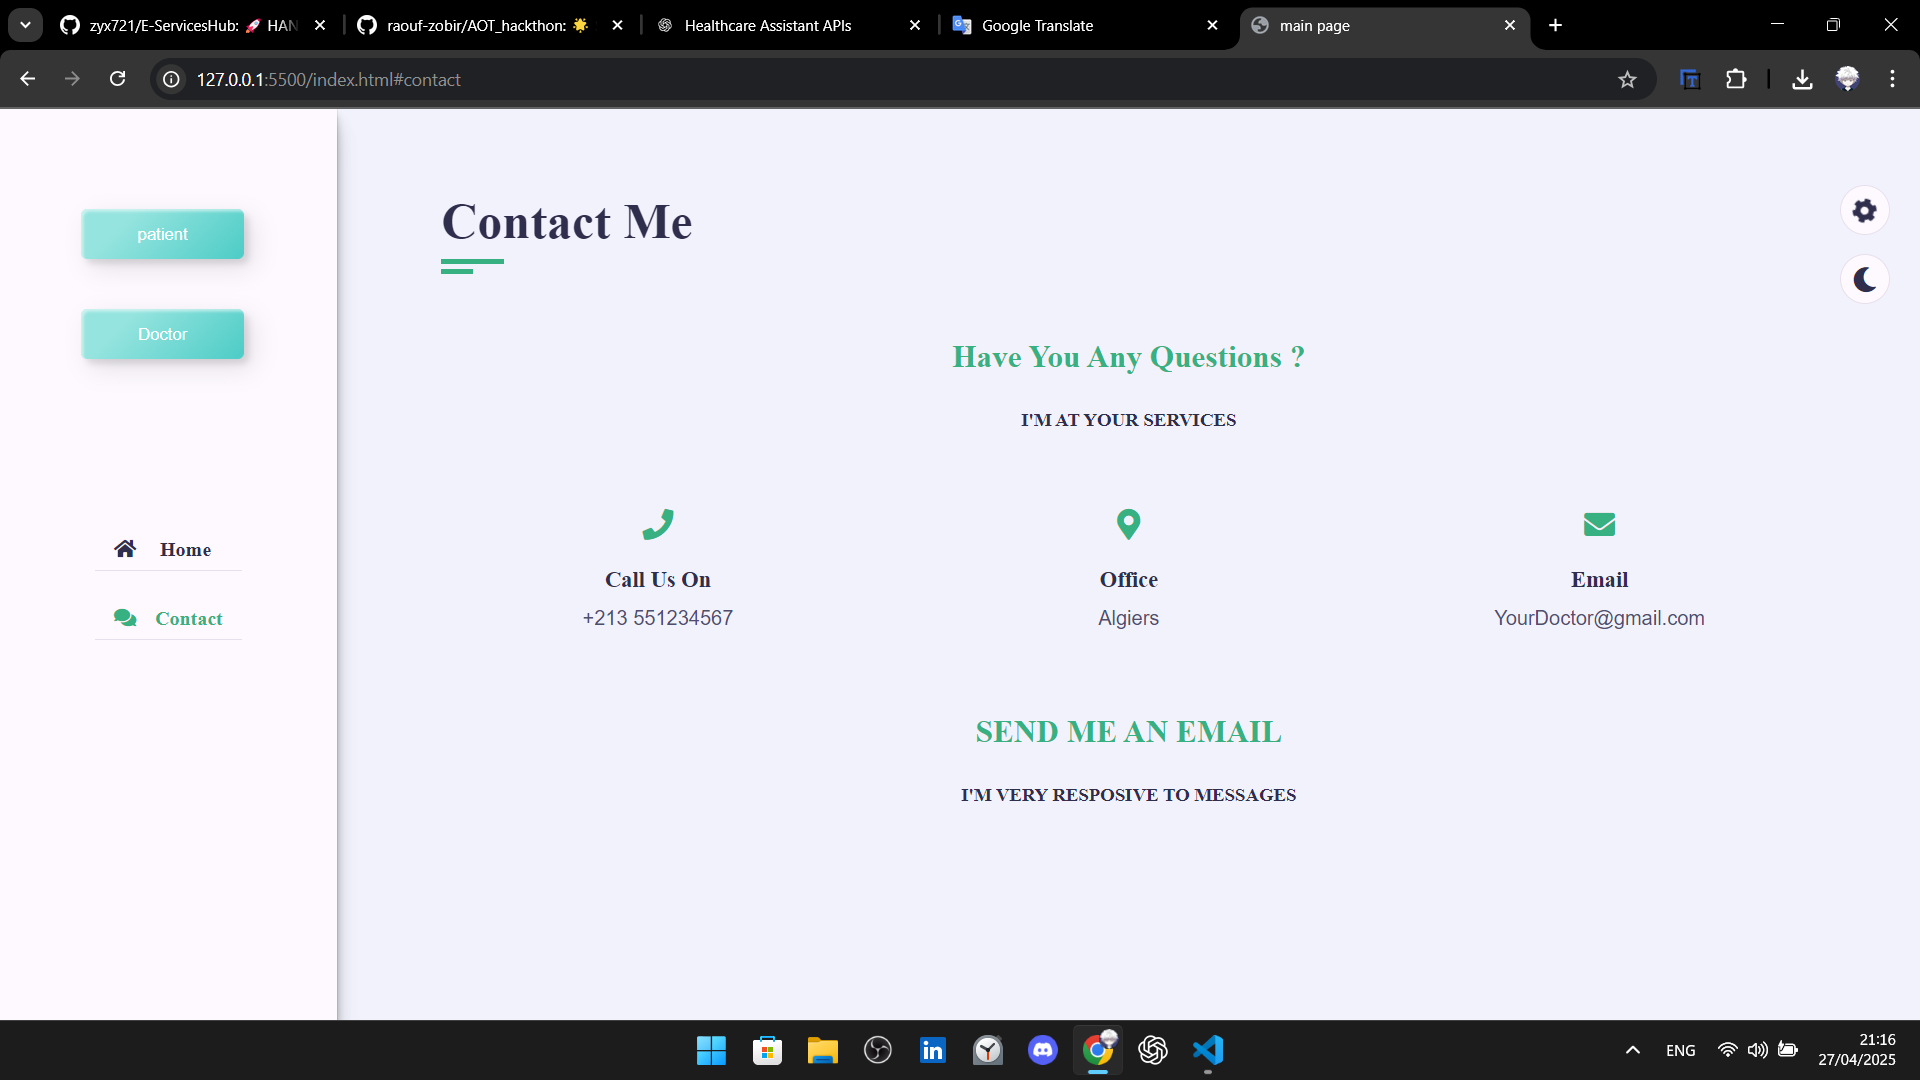 zyx721/E-ServicesHub: 🚀 HAN
raouf-zobir/AOT_hackthon: 🌟
Healthcare Assistant APIs
Google Translate
main page
127.0.0.1:5500/index.html#contact
patient
Doctor
Home
Contact
Contact Me
Have You Any Questions ?
I'M AT YOUR SERVICES
Call Us On
+213 551234567
Office
Algiers
Email
YourDoctor@gmail.com
SEND ME AN EMAIL
I'M VERY RESPOSIVE TO MESSAGES
ENG
21:16
27/04/2025